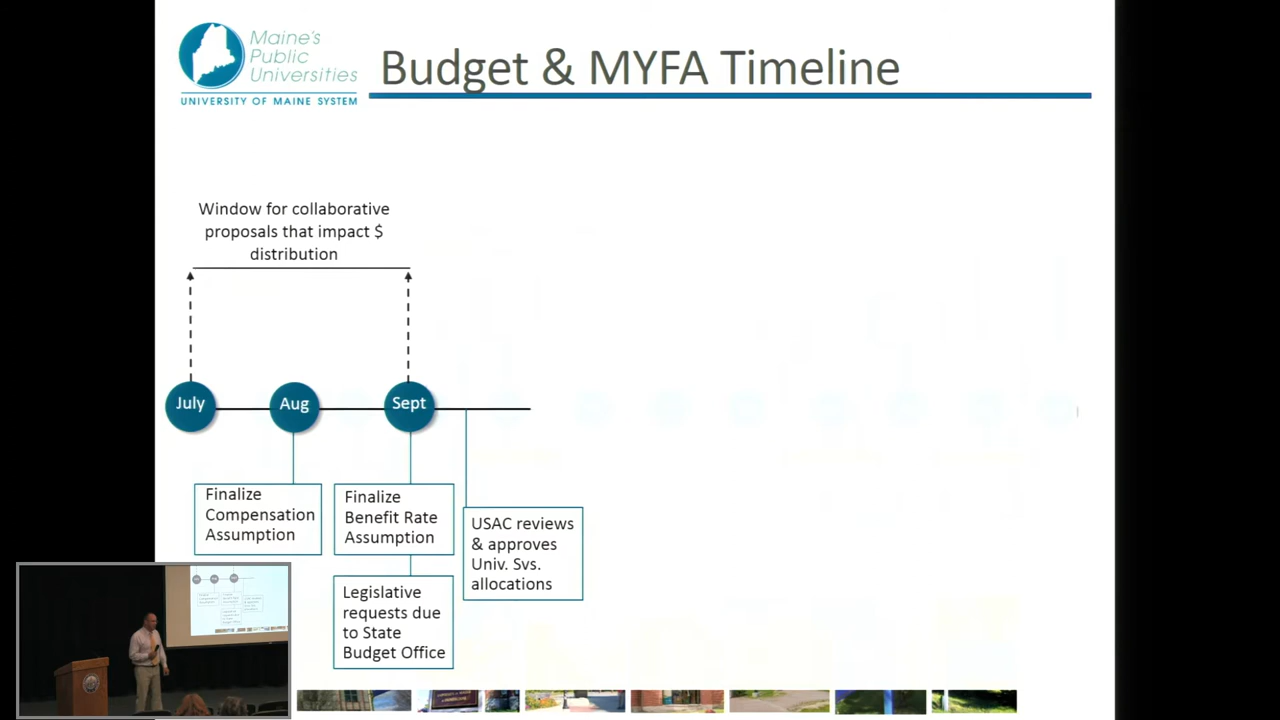 Maine's
Public
Universities
UNIVERSITY OF MAINE SYSTEM
Budget & MYFA Timeline
Window for collaborative
proposals that impact $
distribution
July
Aug
Sept
Finalize
Compensation
Assumption
Finalize
Benefit Rate
Assumption
USAC reviews
& approves
Univ. Svs.
allocations
Legislative
requests due
to State
Budget Office